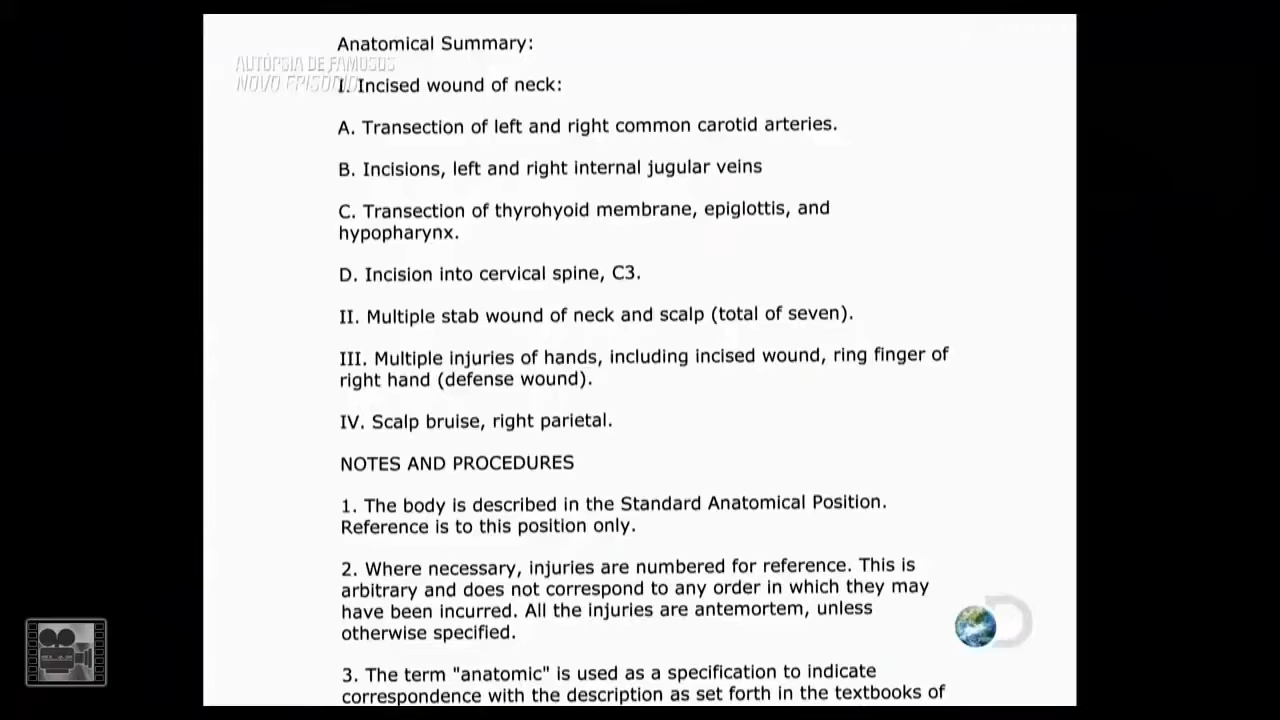 Anatomical Summary:
AUTÓPSIA DE FAMOSOS
NOVO EPISÓDIO
I. Incised wound of neck:
A. Transection of left and right common carotid arteries.
B. Incisions, left and right internal jugular veins
C. Transection of thyrohyoid membrane, epiglottis, and
hypopharynx.
D. Incision into cervical spine, C3.
II. Multiple stab wound of neck and scalp (total of seven).
III. Multiple injuries of hands, including incised wound, ring finger of
right hand (defense wound).
IV. Scalp bruise, right parietal.
NOTES AND PROCEDURES
1. The body is described in the Standard Anatomical Position.
Reference is to this position only.
2. Where necessary, injuries are numbered for reference. This is
arbitrary and does not correspond to any order in which they may
have been incurred. All the injuries are antemortem, unless
otherwise specified.
3. The term "anatomic" is used as a specification to indicate
correspondence with the description as set forth in the textbooks of
D